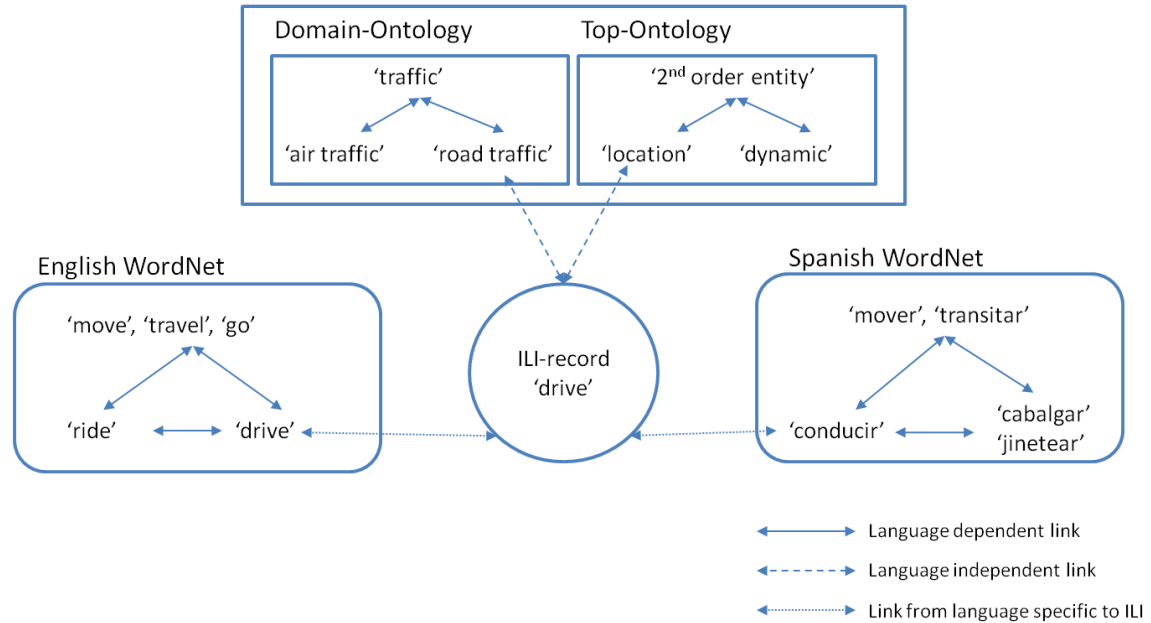 Domain-Ontology
Top-Ontology
‘traffic’
‘2nd order entity’
‘air traffic’
‘road traffic’
‘location’
‘dynamic’
English WordNet
Spanish WordNet
‘move’, ‘travel’, ‘go’
‘mover’, ‘transitar’
ILI-record
‘drive’
‘ride’
‘drive’
‘conducir’
‘cabalgar’
‘jinetear’
Language dependent link
Language independent link
Link from language specific to ILI